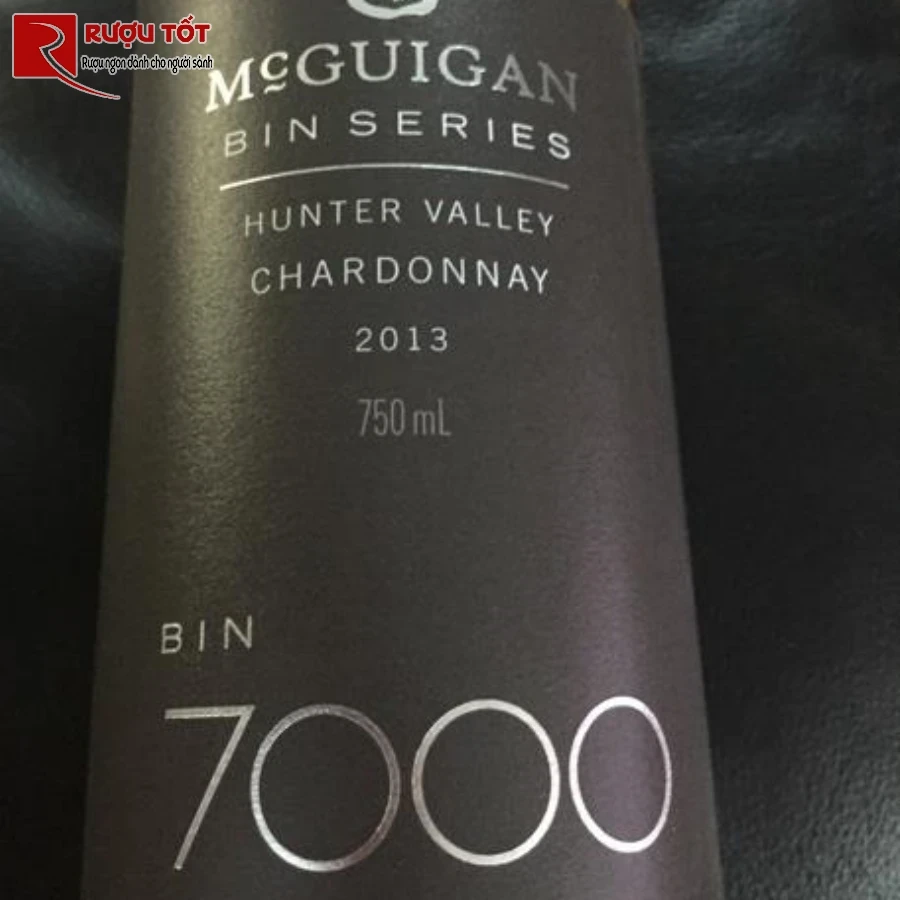 RƯỢU TỐT
Rượu ngon dành cho người sành
McGUIGAN
BIN SERIES
HUNTER VALLEY
CHARDONNAY
2013
750 mL
BIN
7000